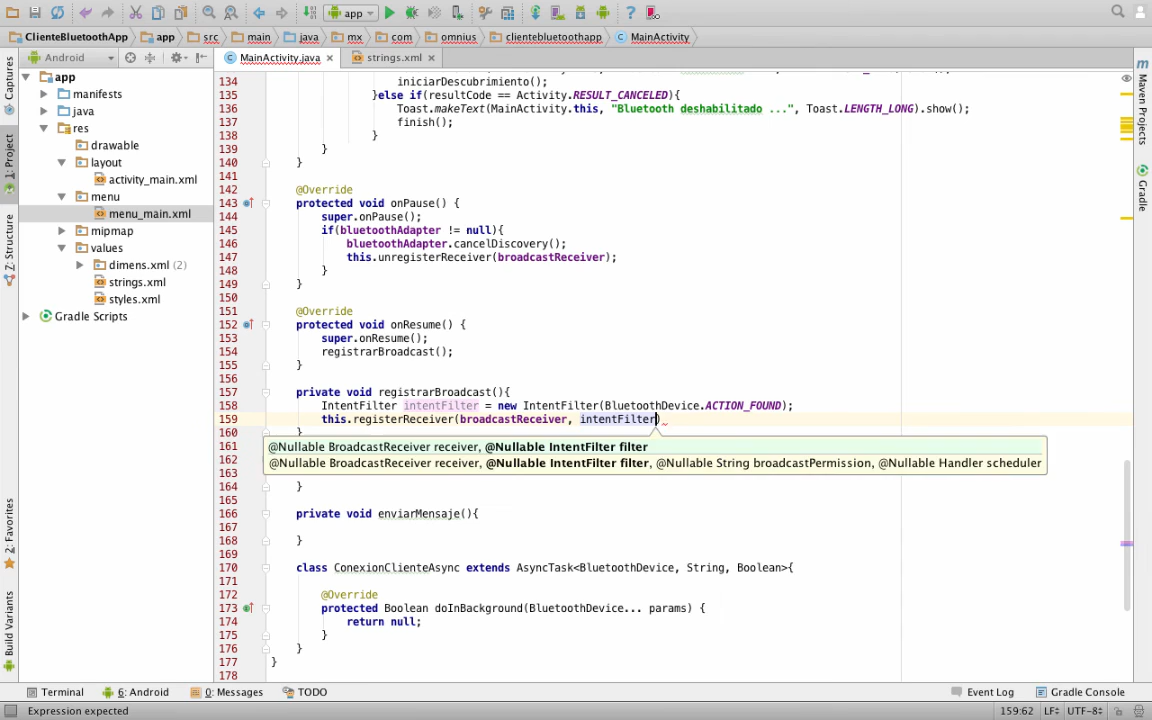 app
ClienteBluetoothApp app src main java mx com omnius clientebluetoothapp MainActivity
Android
MainActivity.java strings.xml
Captures
1: Project
Z: Structure
2: Favorites
Build Variants
app
manifests
java
res
drawable
layout
activity_main.xml
menu
menu_main.xml
mipmap
values
dimens.xml (2)
strings.xml
styles.xml
Gradle Scripts
134 iniciarDescubrimiento();
135 }else if(resultCode == Activity.RESULT_CANCELED){
136 Toast.makeText(MainActivity.this, "Bluetooth deshabilitado ...", Toast.LENGTH_LONG).show();
137 finish();
138 }
139 }
140 }
141
142 @Override
143 protected void onPause() {
144 super.onPause();
145 if(bluetoothAdapter != null){
146 bluetoothAdapter.cancelDiscovery();
147 this.unregisterReceiver(broadcastReceiver);
148 }
149 }
150
151 @Override
152 protected void onResume() {
153 super.onResume();
154 registrarBroadcast();
155 }
156
157 private void registrarBroadcast(){
158 IntentFilter intentFilter = new IntentFilter(BluetoothDevice.ACTION_FOUND);
159 this.registerReceiver(broadcastReceiver, intentFilter)
160 }
161 @Nullable BroadcastReceiver receiver, @Nullable IntentFilter filter
162 @Nullable BroadcastReceiver receiver, @Nullable IntentFilter filter, @Nullable String broadcastPermission, @Nullable Handler scheduler
163
164 }
165
166 private void enviarMensaje(){
167
168 }
169
170 class ConexionClienteAsync extends AsyncTask<BluetoothDevice, String, Boolean>{
171
172 @Override
173 protected Boolean doInBackground(BluetoothDevice... params) {
174 return null;
175 }
176 }
177 }
178
Maven Projects
Gradle
Terminal 6: Android 0: Messages TODO Event Log Gradle Console
Expression expected 159:62 LF UTF-8